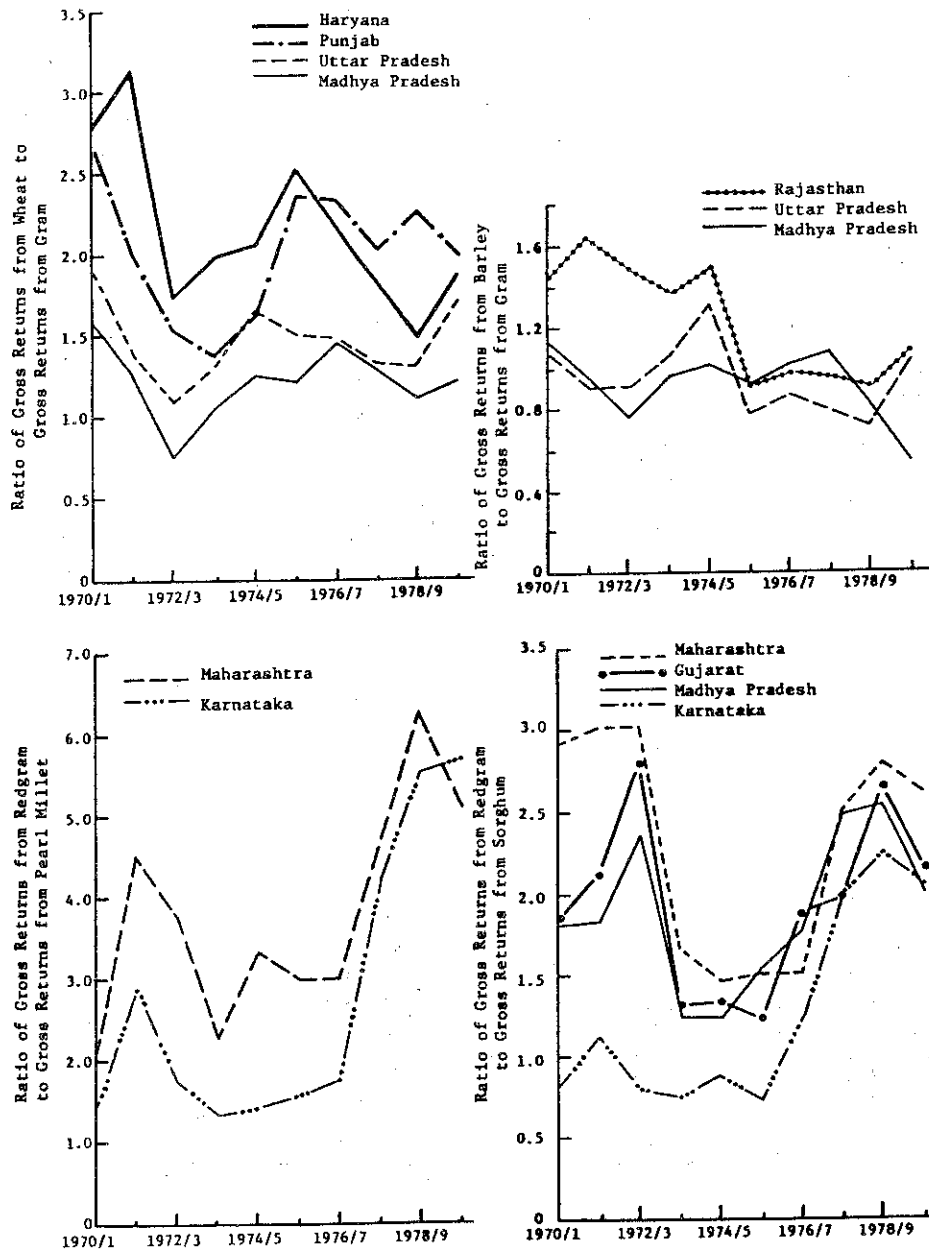 Ratio of Gross Returns from Wheat to
Gross Returns from Gram
3.5
3.0
2.5
2.0
1.5
1.0
0.5
0
Haryana
Punjab
Uttar Pradesh
Madhya Pradesh
1970/1
1972/3
1974/5
1976/7
1978/9
Ratio of Gross Returns from Barley
to Gross Returns from Gram
1.6
1.2
0.8
0.4
0
Rajasthan
Uttar Pradesh
Madhya Pradesh
1970/1
1972/3
1974/5
1976/7
1978/9
Ratio of Gross Returns from Redgram
to Gross Returns from Pearl Millet
7.0
6.0
5.0
4.0
3.0
2.0
1.0
0
Maharashtra
Karnataka
1970/1
1972/3
1974/5
1976/7
1978/9
Ratio of Gross Returns from Redgram
to Gross Returns from Sorghum
3.5
3.0
2.5
2.0
1.5
1.0
0.5
0
Maharashtra
Gujarat
Madhya Pradesh
Karnataka
1970/1
1972/3
1974/5
1976/7
1978/9